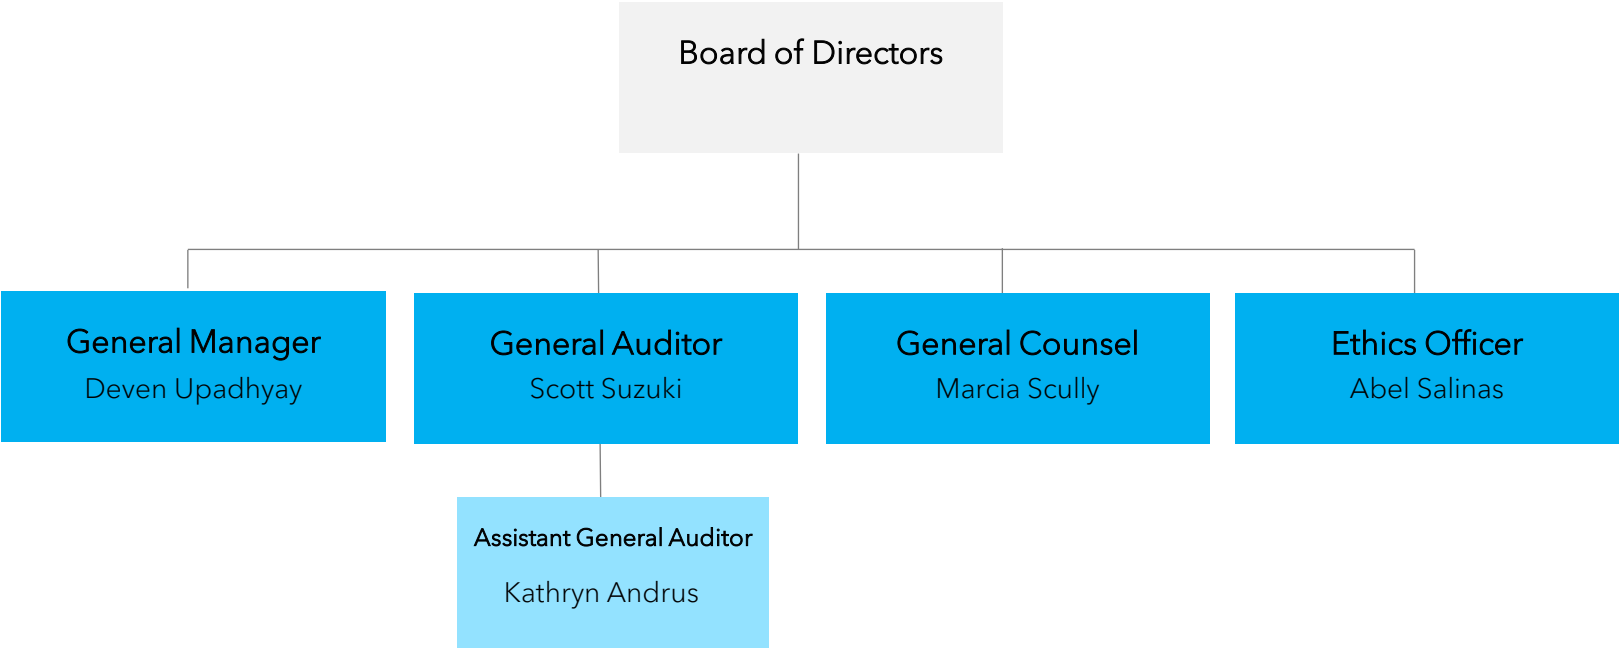 Board of Directors
General Manager
Deven Upadhyay
General Auditor
Scott Suzuki
General Counsel
Marcia Scully
Ethics Officer
Abel Salinas
Assistant General Auditor
Kathryn Andrus